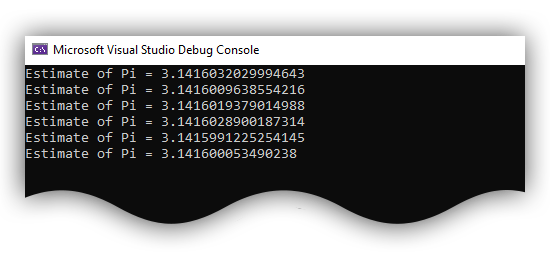 Microsoft Visual Studio Debug Console
Estimate of Pi = 3.1416032029994643
Estimate of Pi = 3.1416009638554216
Estimate of Pi = 3.1416019379014988
Estimate of Pi = 3.1416028900187314
Estimate of Pi = 3.1415991225254145
Estimate of Pi = 3.141600053490238